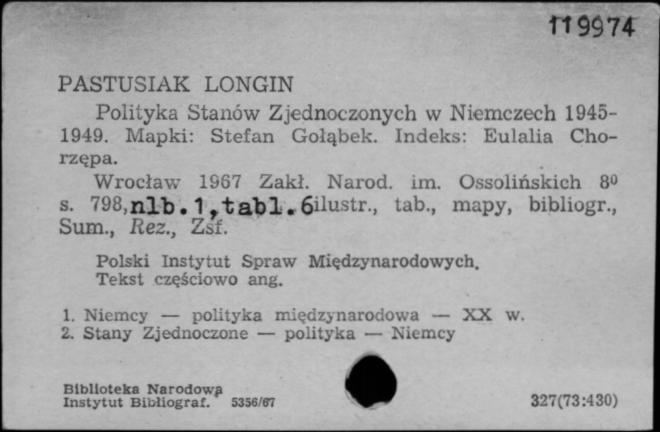 119974
PASTUSIAK LONGIN
Polityka Stanów Zjednoczonych w Niemczech 1945-
1949. Mapki: Stefan Gołąbek. Indeks: Eulalia Cho-
rzępa.
Wrocław 1967 Zakł. Narod. im. Ossolińskich 8⁰
s. 798, nlb.1, tabl.6 ilustr., tab., mapy, bibliogr.,
Sum., Rez., Zsf.
Polski Instytut Spraw Międzynarodowych.
Tekst częściowo ang.
1. Niemcy — polityka międzynarodowa — XX w.
2. Stany Zjednoczone — polityka — Niemcy
Biblioteka Narodowa
Instytut Bibliograf. 5356/67
327(73:430)